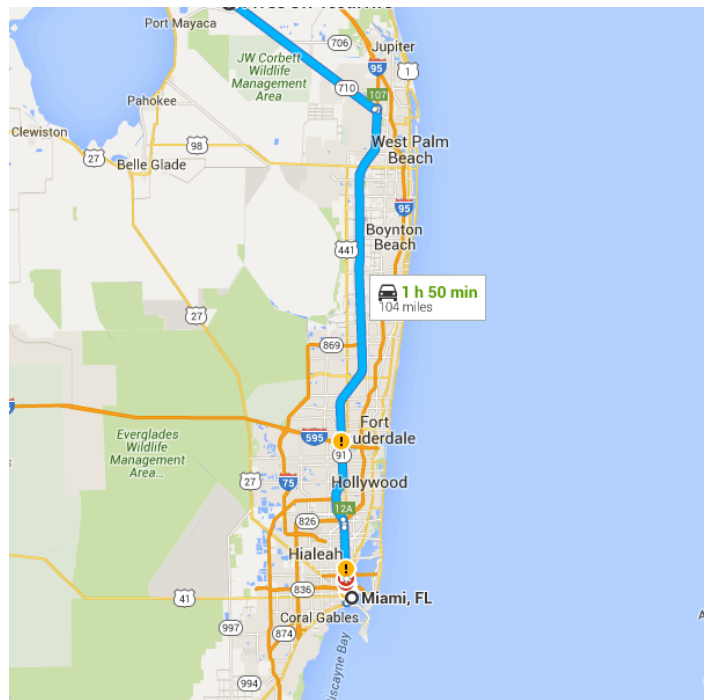 Port Mayaca
706
Jupiter
JW Corbett
Wildlife
Management
Area
95
1
710
107
Pahokee
Clewiston
27
98
Belle Glade
West Palm
Beach
95
Boynton
Beach
441
1 h 50 min
104 miles
27
869
Everglades
Wildlife
Management
Area...
595
Fort
uderdale
91
27
75
Hollywood
12A
826
Hialeah
41
836
Miami, FL
Coral Gables
997
874
994
iscayne Bay